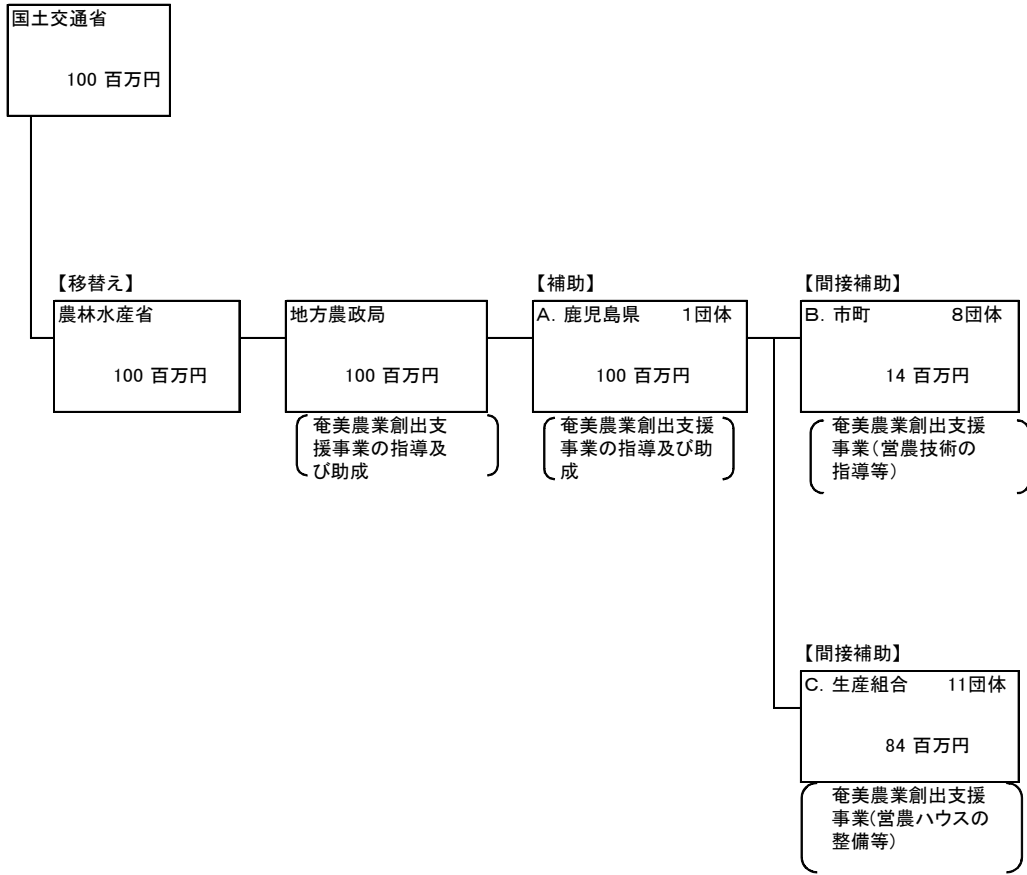 国土交通省
100 百万円
【移替え】
農林水産省
100 百万円
地方農政局
100 百万円
奄美農業創出支
援事業の指導及
び助成
【補助】
A. 鹿児島県 1団体
100 百万円
奄美農業創出支援
事業の指導及び助
成
【間接補助】
B. 市町 8団体
14 百万円
奄美農業創出支援
事業(営農技術の
指導等)
【間接補助】
C. 生産組合 11団体
84 百万円
奄美農業創出支援
事業(営農ハウスの
整備等)